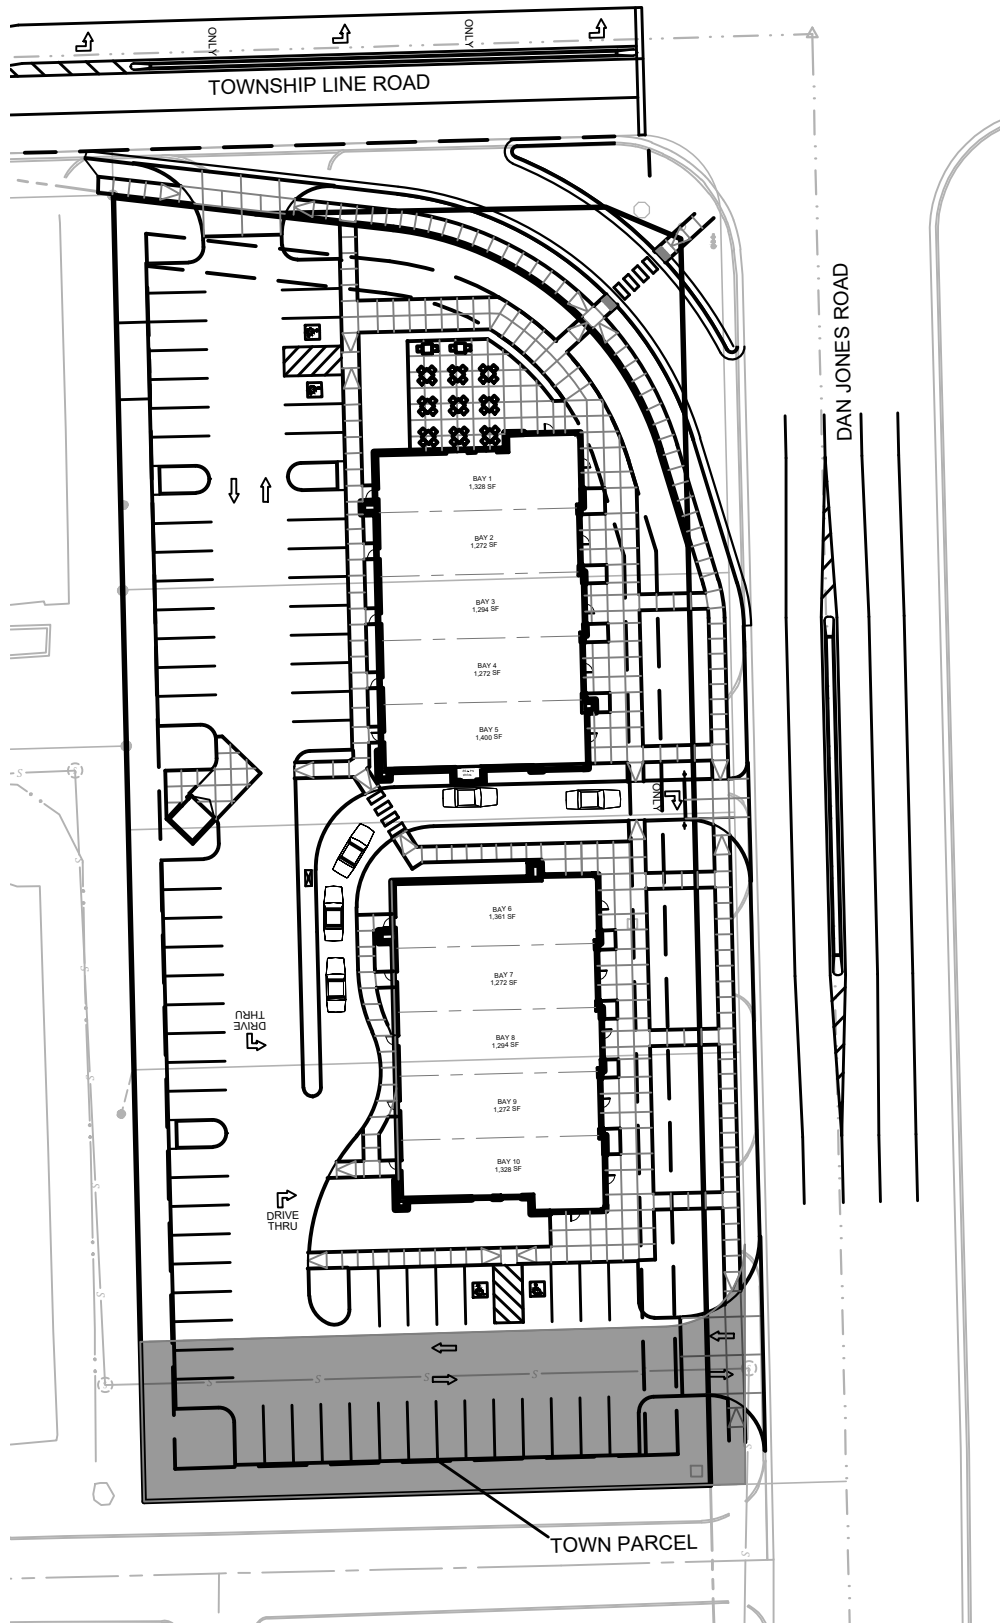 ONLY
ONLY
TOWNSHIP LINE ROAD
DAN JONES ROAD
BAY 1
1,328 SF
BAY 2
1,272 SF
BAY 3
1,294 SF
BAY 4
1,272 SF
BAY 5
1,400 SF
ONLY
BAY 6
1,361 SF
BAY 7
1,272 SF
BAY 8
1,294 SF
BAY 9
1,272 SF
BAY 10
1,328 SF
DRIVE
THRU
DRIVE
THRU
S
S
S
S
S
S
S
S
S
S
S
TOWN PARCEL